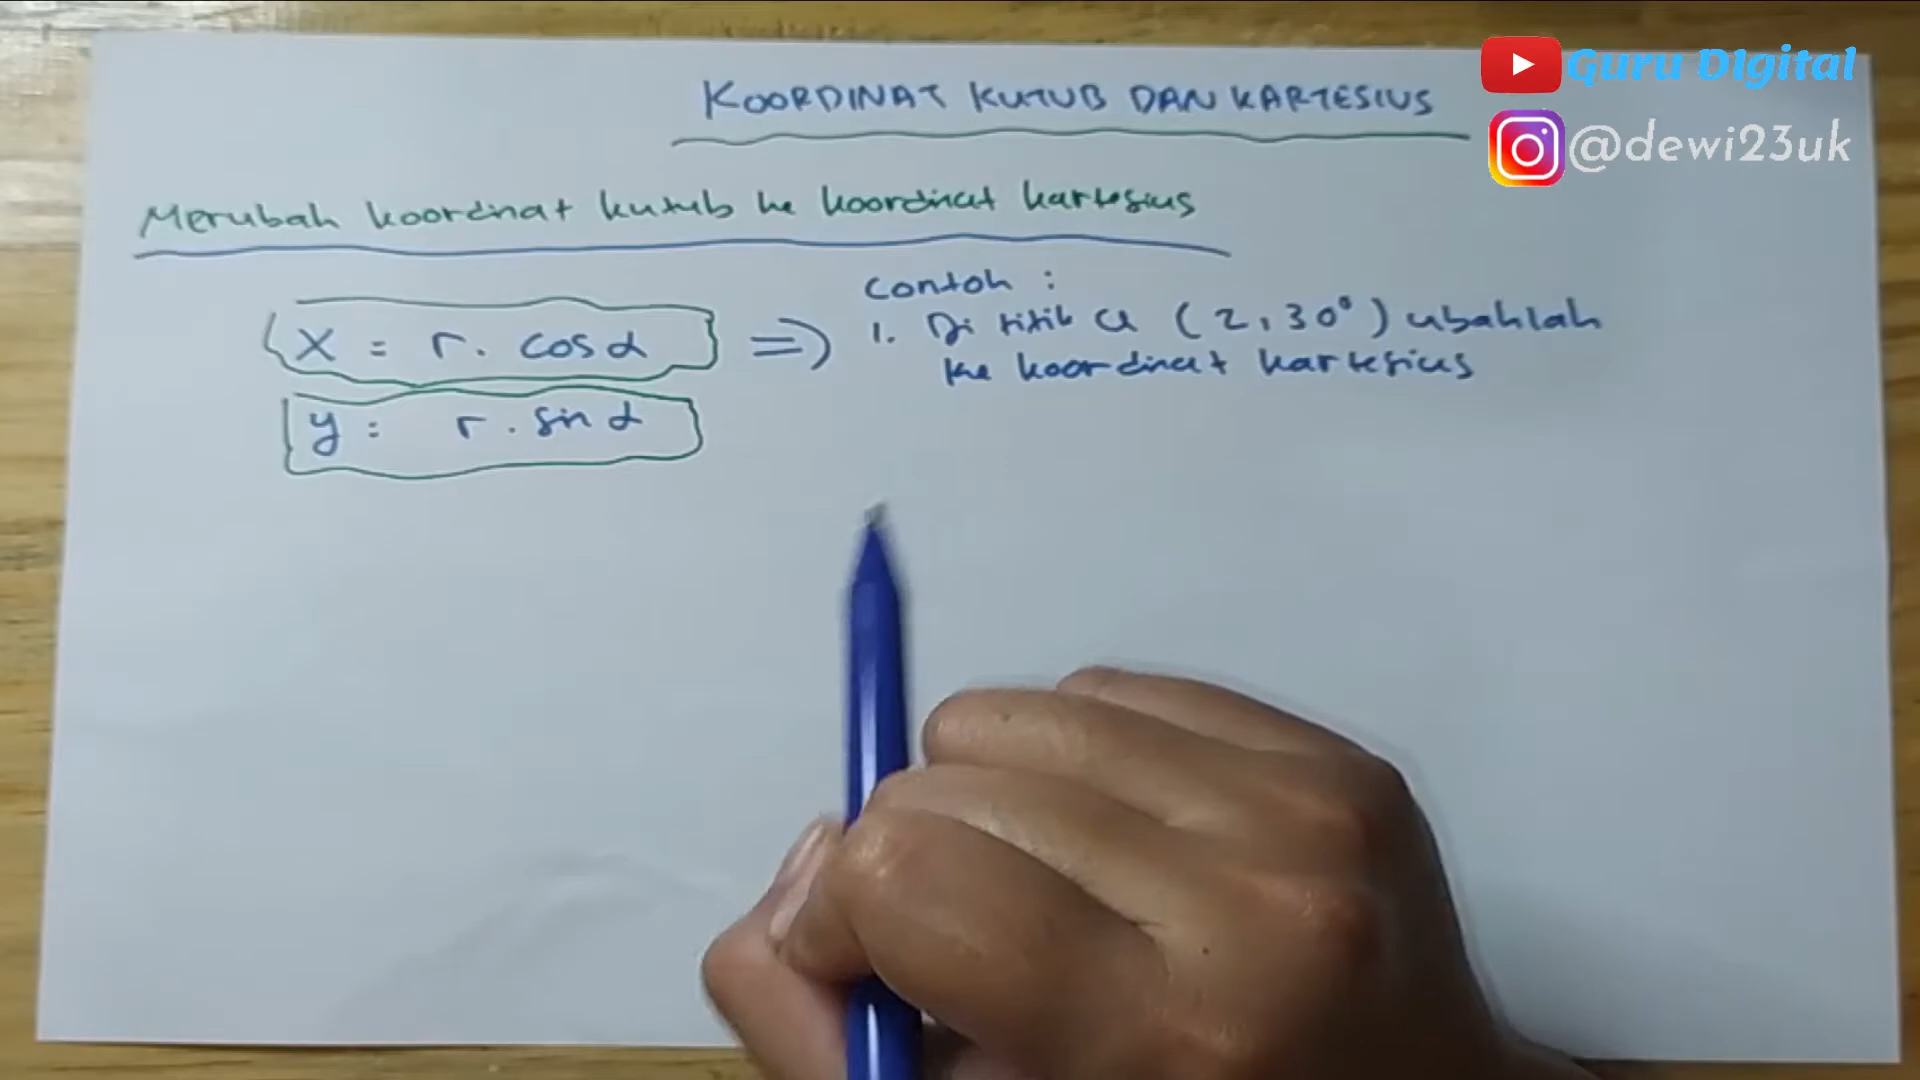 KOORDINAT KUTUB DAN KARTESIUS
Guru DIgital
@dewi23uk
Merubah koordinat kutub ke koordinat kartesius
Contoh :
x = r. cos α => 1. Di titik a (2, 30°) ubahlah
ke koordinat kartesius
y = r. sin α